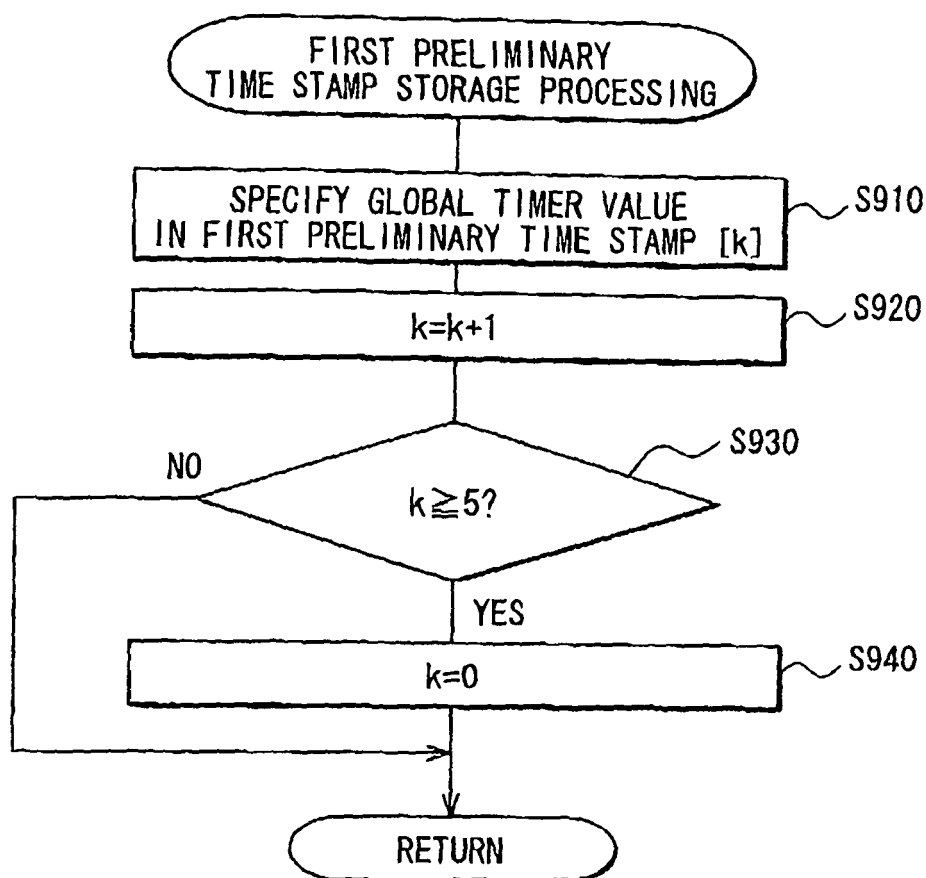 FIRST PRELIMINARY
TIME STAMP STORAGE PROCESSING
SPECIFY GLOBAL TIMER VALUE
IN FIRST PRELIMINARY TIME STAMP [k]
S910
k=k+1
S920
k≧5?
S930
NO
YES
k=0
S940
RETURN